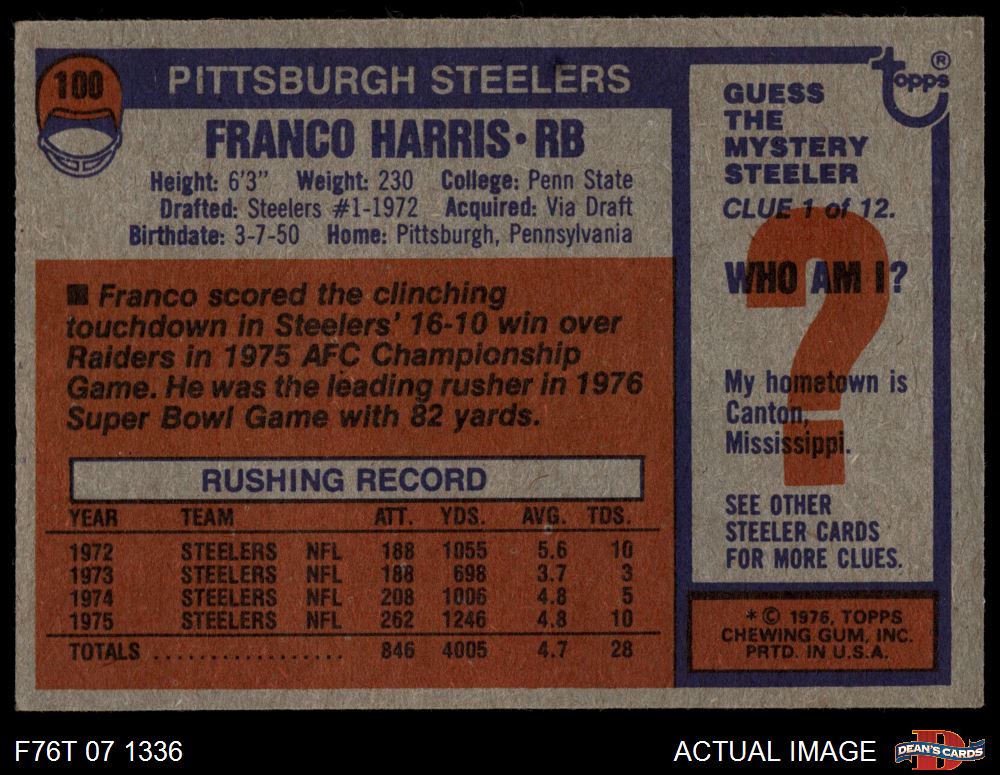 100
PITTSBURGH STEELERS
FRANCO HARRIS • RB
Height: 6'3" Weight: 230 College: Penn State
Drafted: Steelers #1-1972 Acquired: Via Draft
Birthdate: 3-7-50 Home: Pittsburgh, Pennsylvania
■ Franco scored the clinching
touchdown in Steelers' 16-10 win over
Raiders in 1975 AFC Championship
Game. He was the leading rusher in 1976
Super Bowl Game with 82 yards.
RUSHING RECORD
YEAR TEAM ATT. YDS. AVG. TDS.
1972 STEELERS NFL 188 1055 5.6 10
1973 STEELERS NFL 188 698 3.7 3
1974 STEELERS NFL 208 1006 4.8 5
1975 STEELERS NFL 262 1246 4.8 10
TOTALS .................. 846 4005 4.7 28
topps®
GUESS
THE
MYSTERY
STEELER
CLUE 1 of 12.
?
WHO AM I?
My hometown is
Canton,
Mississippi.
SEE OTHER
STEELER CARDS
FOR MORE CLUES.
* © 1976, TOPPS
CHEWING GUM, INC.
PRTD. IN U.S.A.
F76T 07 1336
ACTUAL IMAGE
DEAN'S CARDS